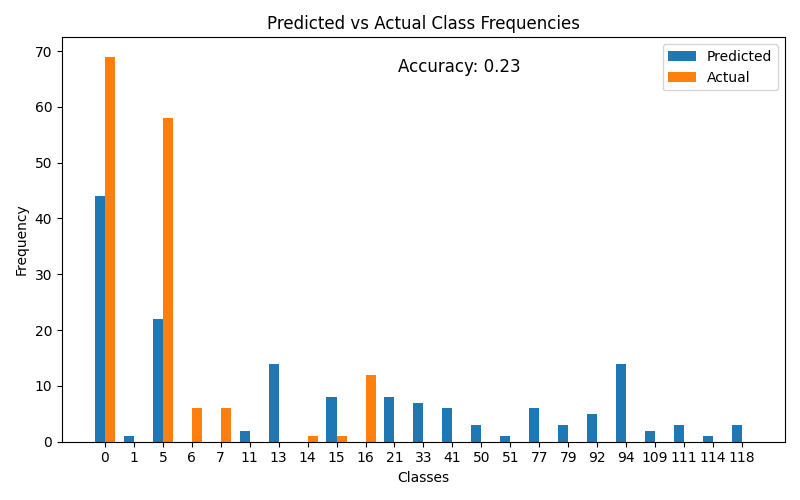 Predicted vs Actual Class Frequencies
Accuracy: 0.23
Predicted
Actual
Frequency
70
60
50
40
30
20
10
0
0 1 5 6 7 11 13 14 15 16 21 33 41 50 51 77 79 92 94 109 111 114 118
Classes